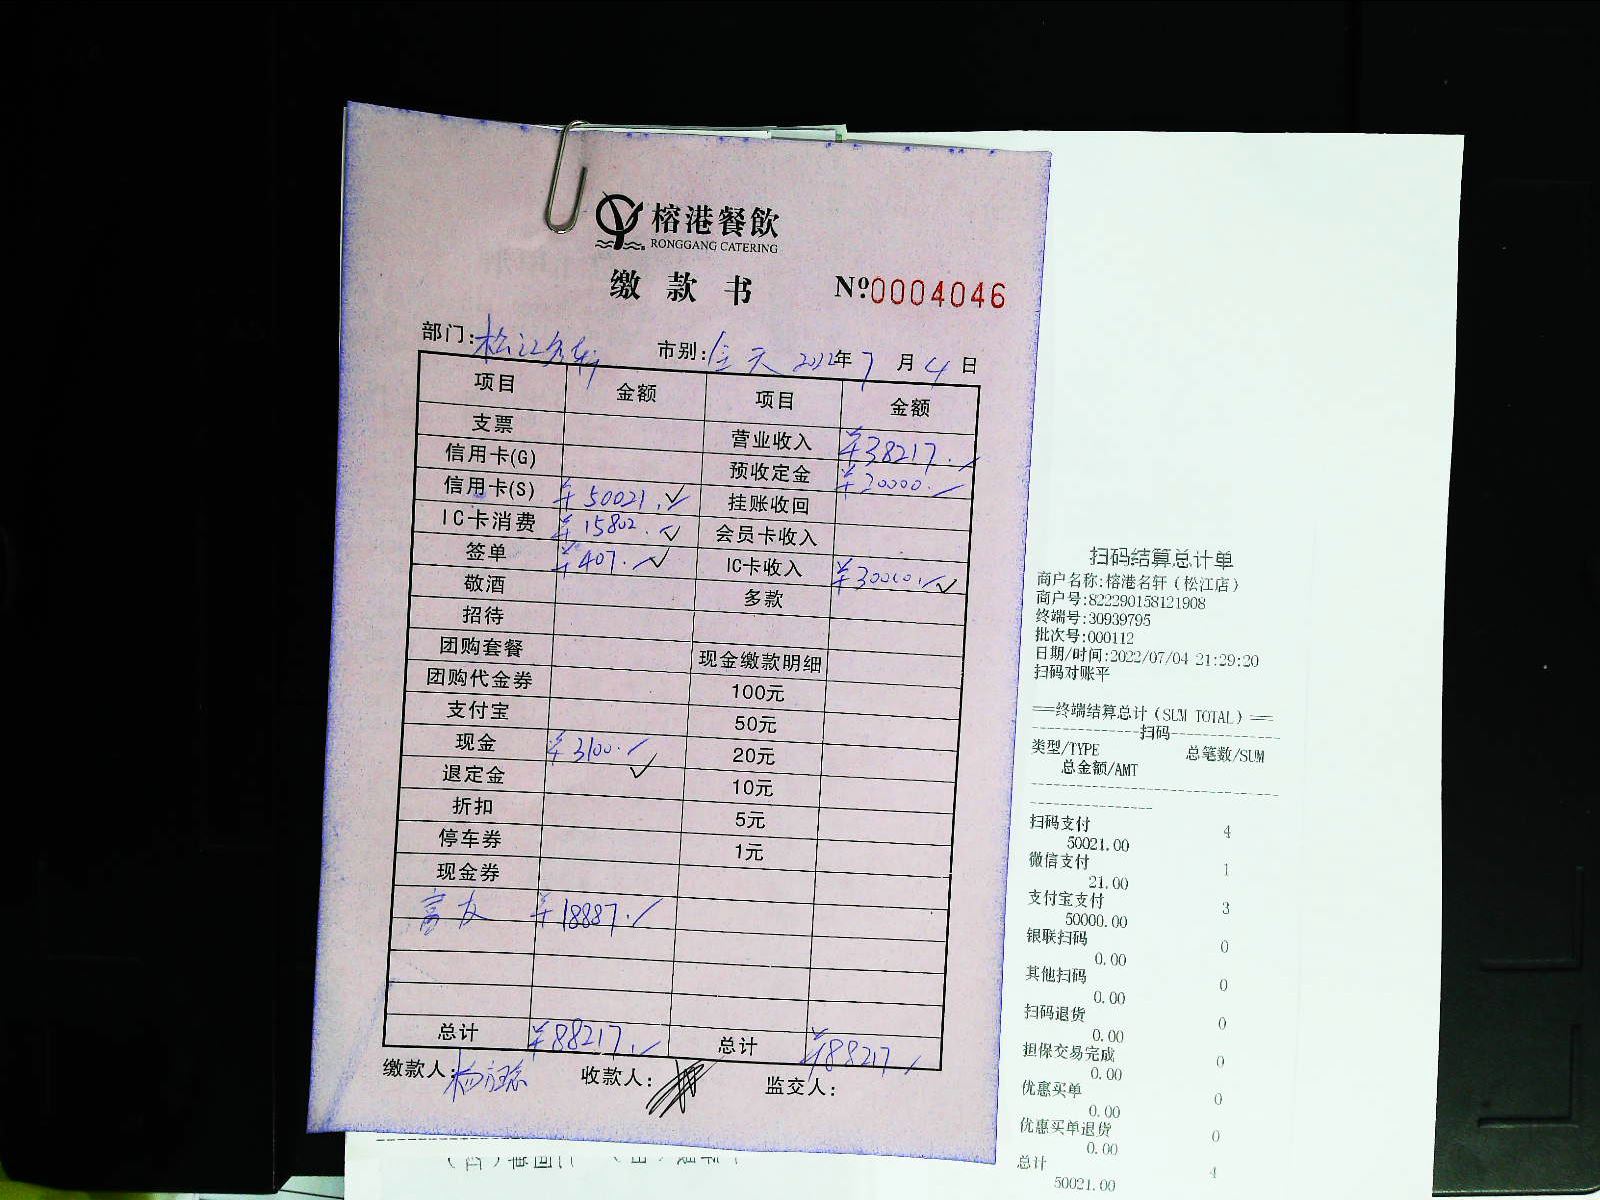 榕港餐飲
RONGGANG CATERING
缴款书 Nº0004046
部门:松江名轩 市别:全天 2022年7月4日
项目 金额 项目 金额
支票 营业收入 ¥38217.
信用卡(G) 预收定金 ¥20000.
信用卡(S) ¥50021. 挂账收回
IC卡消费 ¥15802. 会员卡收入
签单 ¥407. IC卡收入 ¥30000.
敬酒 多款
招待
团购套餐 现金缴款明细
团购代金券 100元
支付宝 50元
现金 ¥3100. 20元
退定金 10元
折扣 5元
停车券 1元
现金券
富友 ¥18887.
总计 ¥88217. 总计 ¥88217
缴款人: 收款人: 监交人:
扫码结算总计单
商户名称:榕港名轩(松江店)
商户号:822290158121908
终端号:30939795
批次号:000112
日期/时间:2022/07/04 21:29:20
扫码对账平
==终端结算总计(SUM TOTAL)==
--------------扫码--------------
类型/TYPE 总笔数/SUM
总金额/AMT
扫码支付 4
50021.00
微信支付 1
21.00
支付宝支付 3
50000.00
银联扫码 0
0.00
其他扫码 0
0.00
扫码退货 0
0.00
担保交易完成 0
0.00
优惠买单 0
0.00
优惠买单退货 0
0.00
总计 4
50021.00